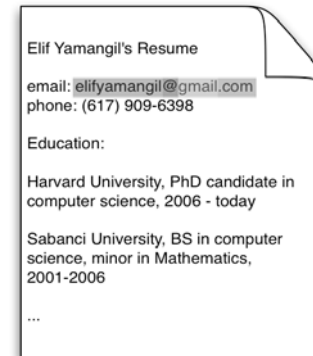 Elif Yamangil's Resume
email: elifyamangil@gmail.com
phone: (617) 909-6398
Education:
Harvard University, PhD candidate in
computer science, 2006 - today
Sabanci University, BS in computer
science, minor in Mathematics,
2001-2006
...